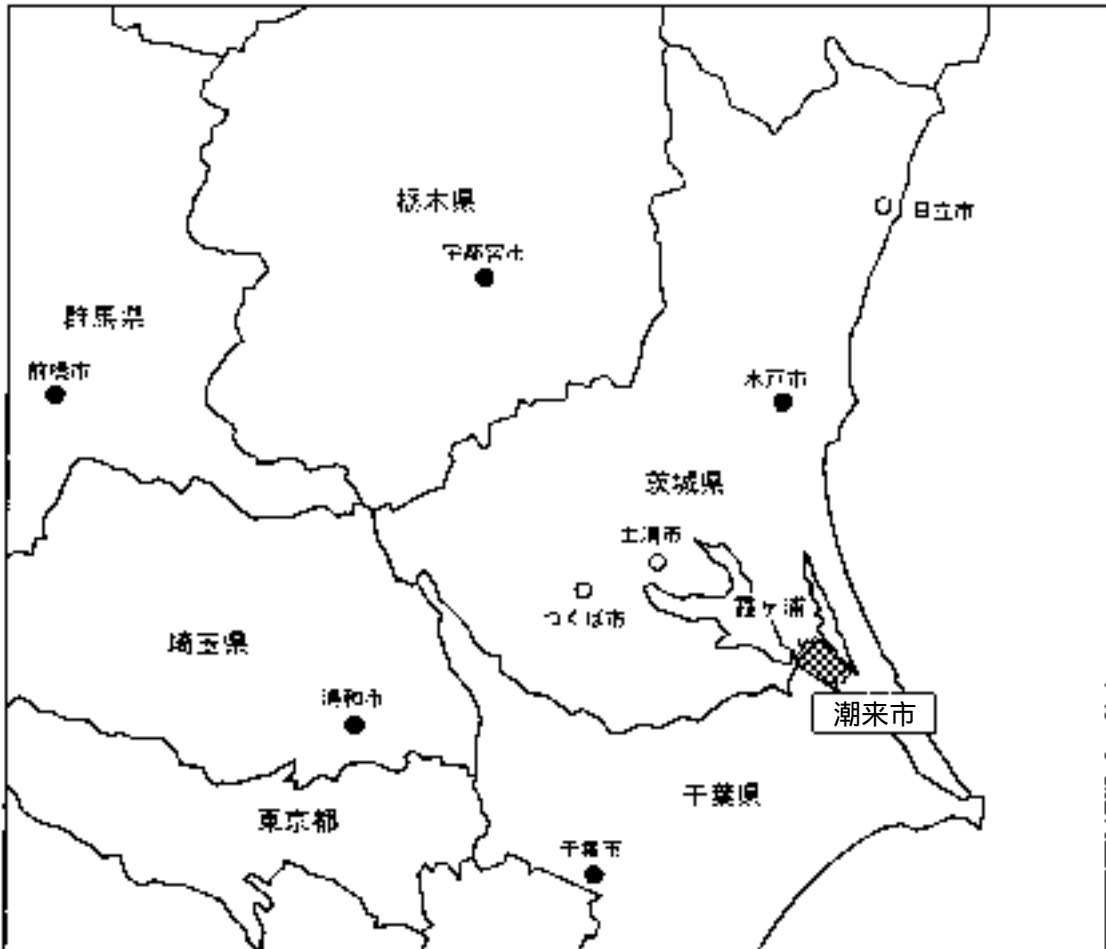 栃木県
日立市
宇都宮市
群馬県
前橋市
水戸市
茨城県
土浦市
つくば市
霞ヶ浦
埼玉県
浦和市
潮来市
千葉県
東京都
千葉市